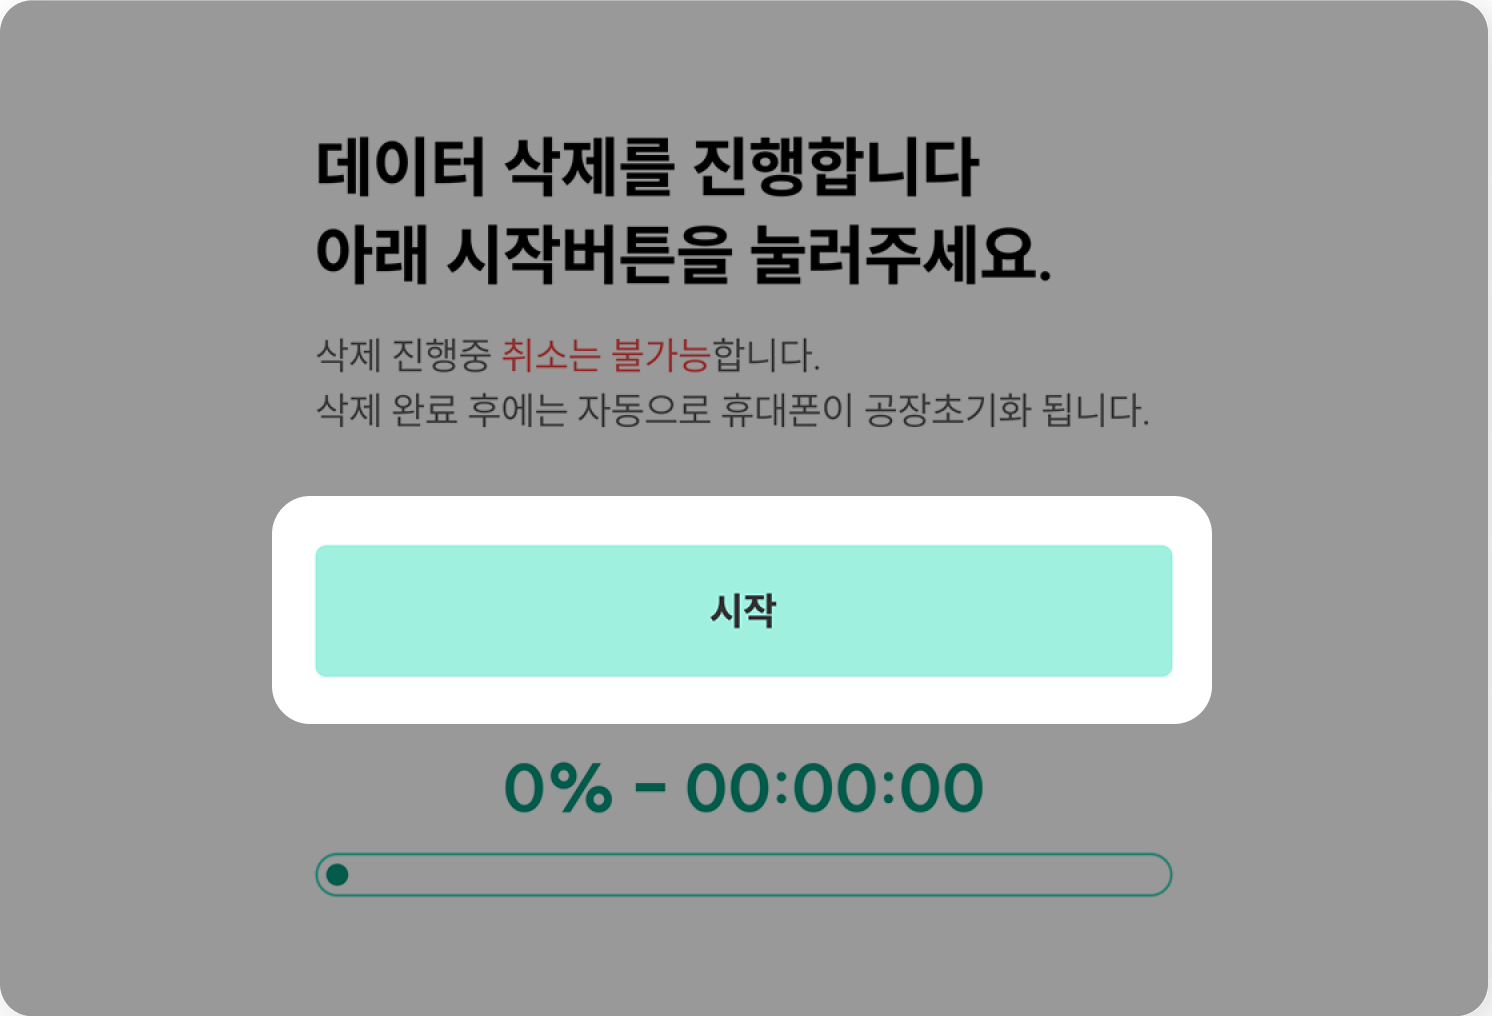 데이터 삭제를 진행합니다
아래 시작버튼을 눌러주세요.
삭제 진행중 취소는 불가능합니다.
삭제 완료 후에는 자동으로 휴대폰이 공장초기화 됩니다.
시작
0% - 00:00:00